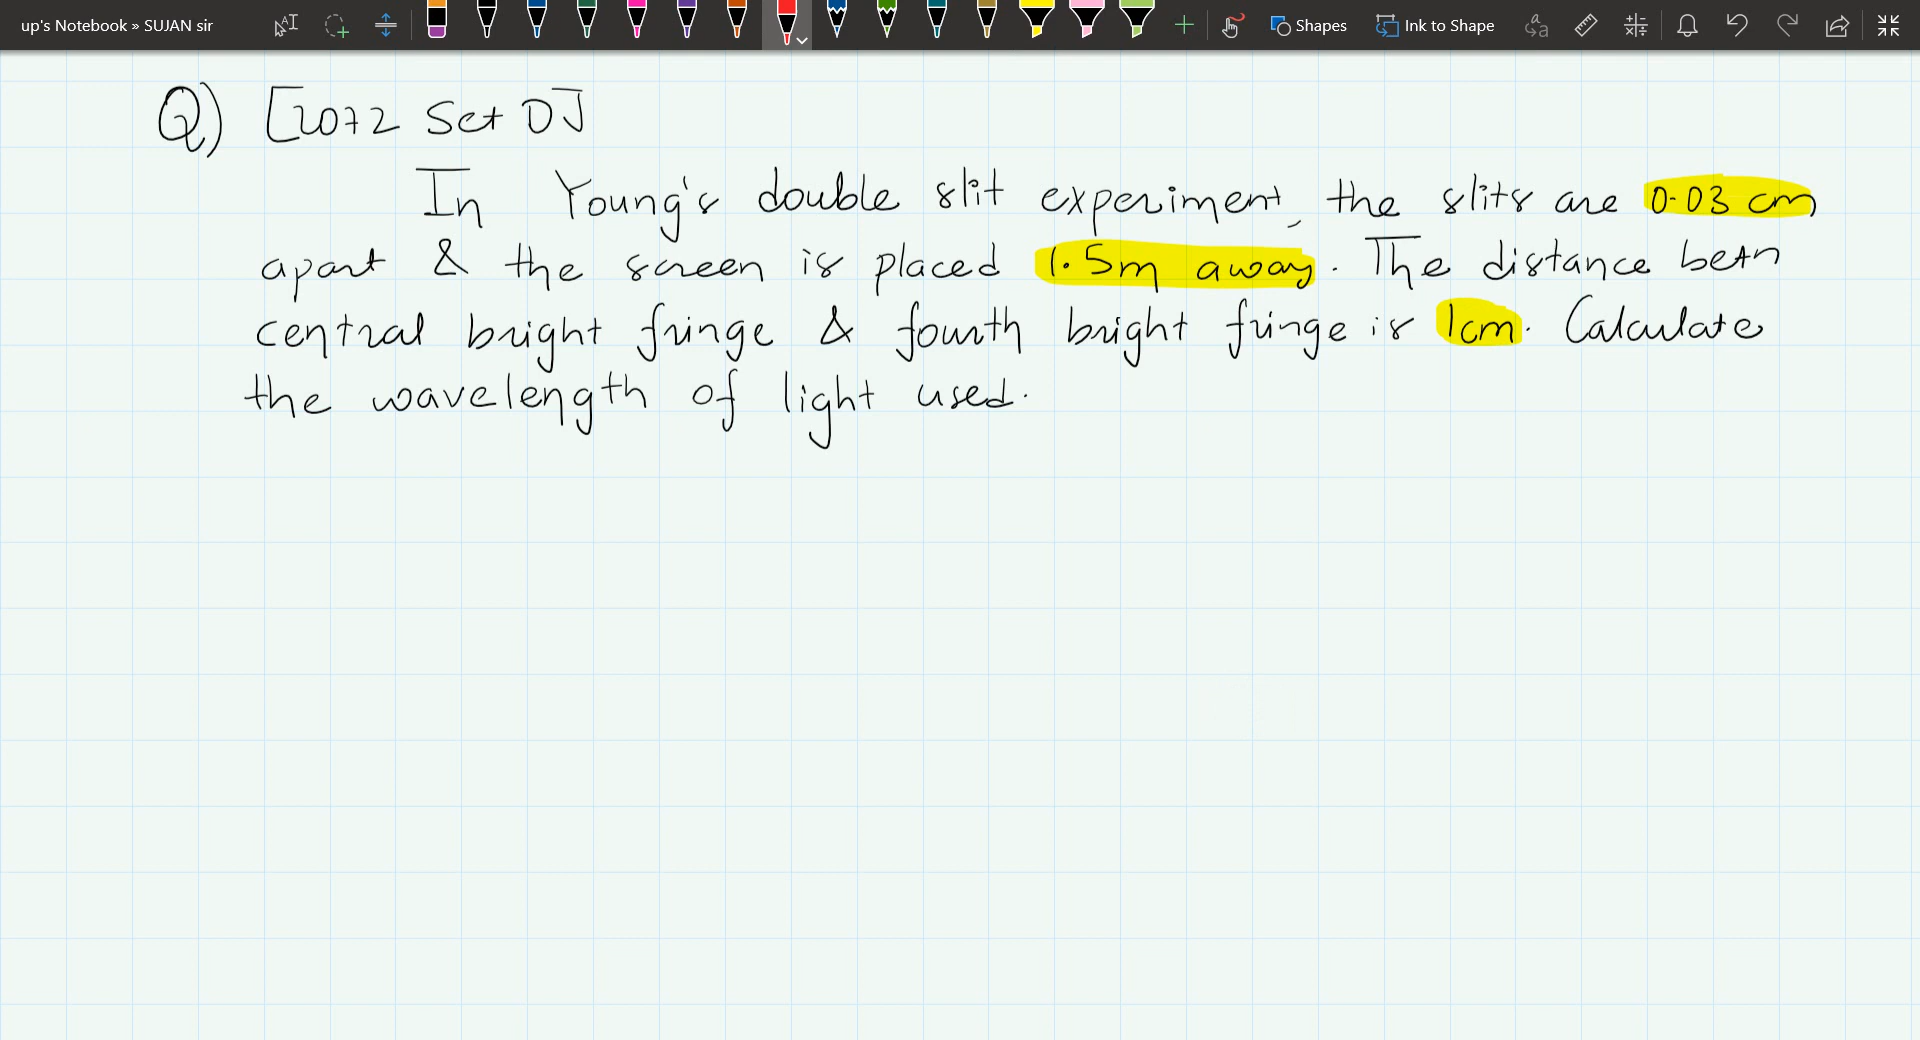 up's Notebook » SUJAN sir
Shapes
Ink to Shape
Q) [2072 Set D]
In Young's double slit experiment, the slits are 0.03 cm
apart & the screen is placed 1.5m away. The distance betn
central bright fringe & fourth bright fringe is 1cm. Calculate
the wavelength of light used.